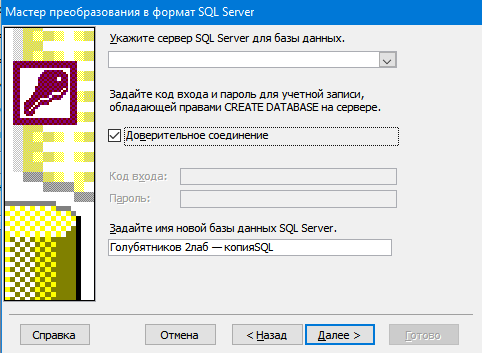 Мастер преобразования в формат SQL Server
Укажите сервер SQL Server для базы данных.
Задайте код входа и пароль для учетной записи,
обладающей правами CREATE DATABASE на сервере.
Доверительное соединение
Код входа:
Пароль:
Задайте имя новой базы данных SQL Server.
Голубятников 2лаб — копияSQL
Справка
Отмена
< Назад
Далее >
Готово